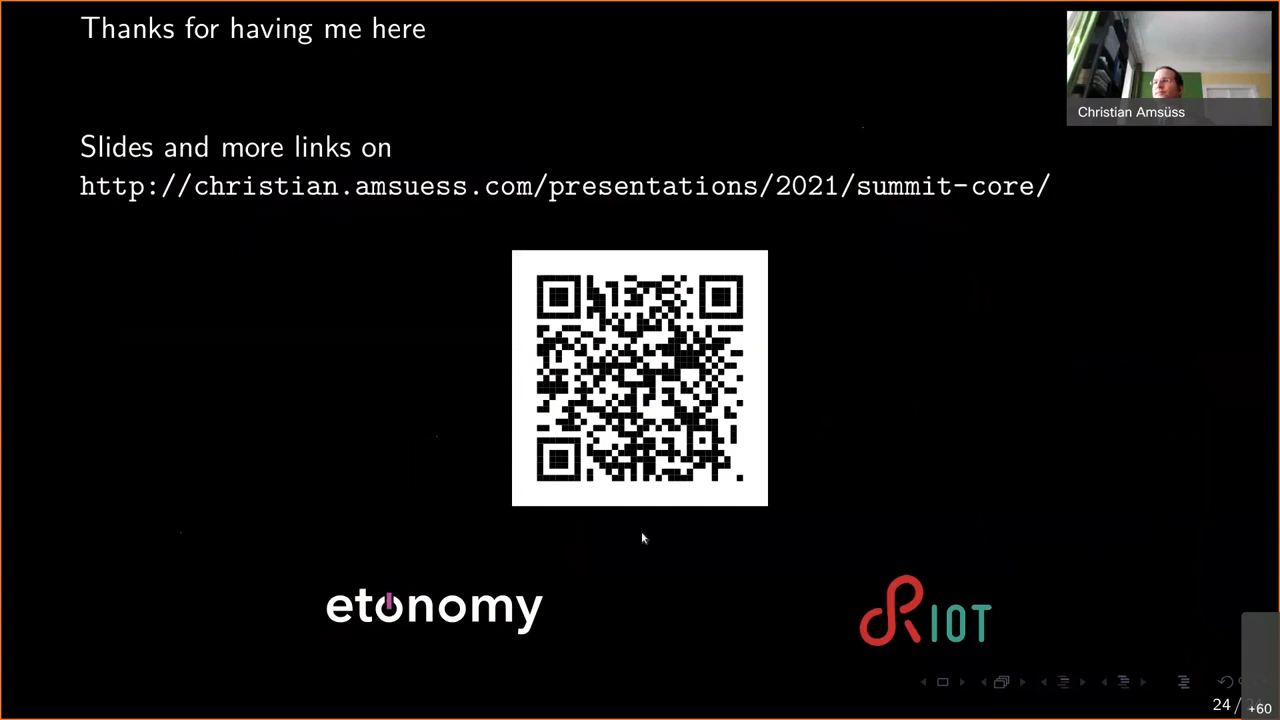 Thanks for having me here
Christian Amsüss
Slides and more links on
http://christian.amsuess.com/presentations/2021/summit-core/
etonomy
RIOT
24 /
+60